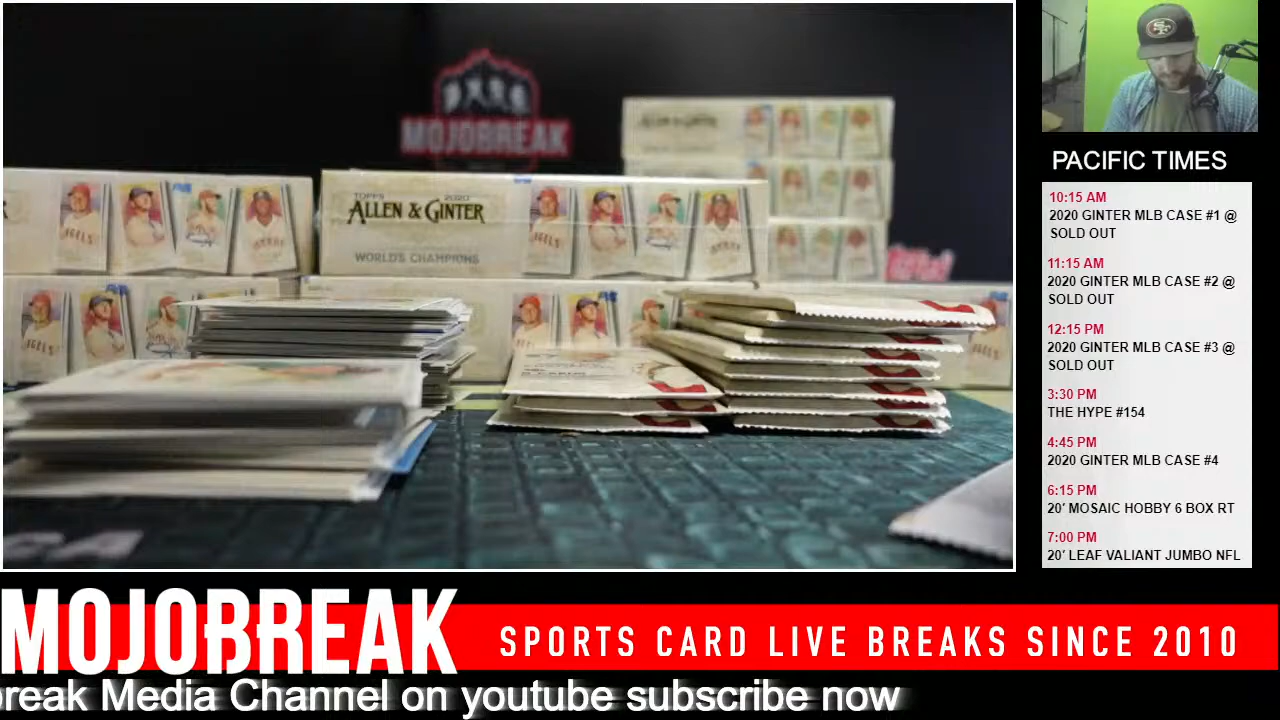 MOJOBREAK
ALLEN & GINTER
TOPPS 2020
ALLEN & GINTER
WORLD'S CHAMPIONS
PACIFIC TIMES
10:15 AM
2020 GINTER MLB CASE #1 @
SOLD OUT
11:15 AM
2020 GINTER MLB CASE #2 @
SOLD OUT
12:15 PM
2020 GINTER MLB CASE #3 @
SOLD OUT
3:30 PM
THE HYPE #154
4:45 PM
2020 GINTER MLB CASE #4
6:15 PM
20' MOSAIC HOBBY 6 BOX RT
7:00 PM
20' LEAF VALIANT JUMBO NFL
MOJOBREAK
SPORTS CARD LIVE BREAKS SINCE 2010
break Media Channel on youtube subscribe now